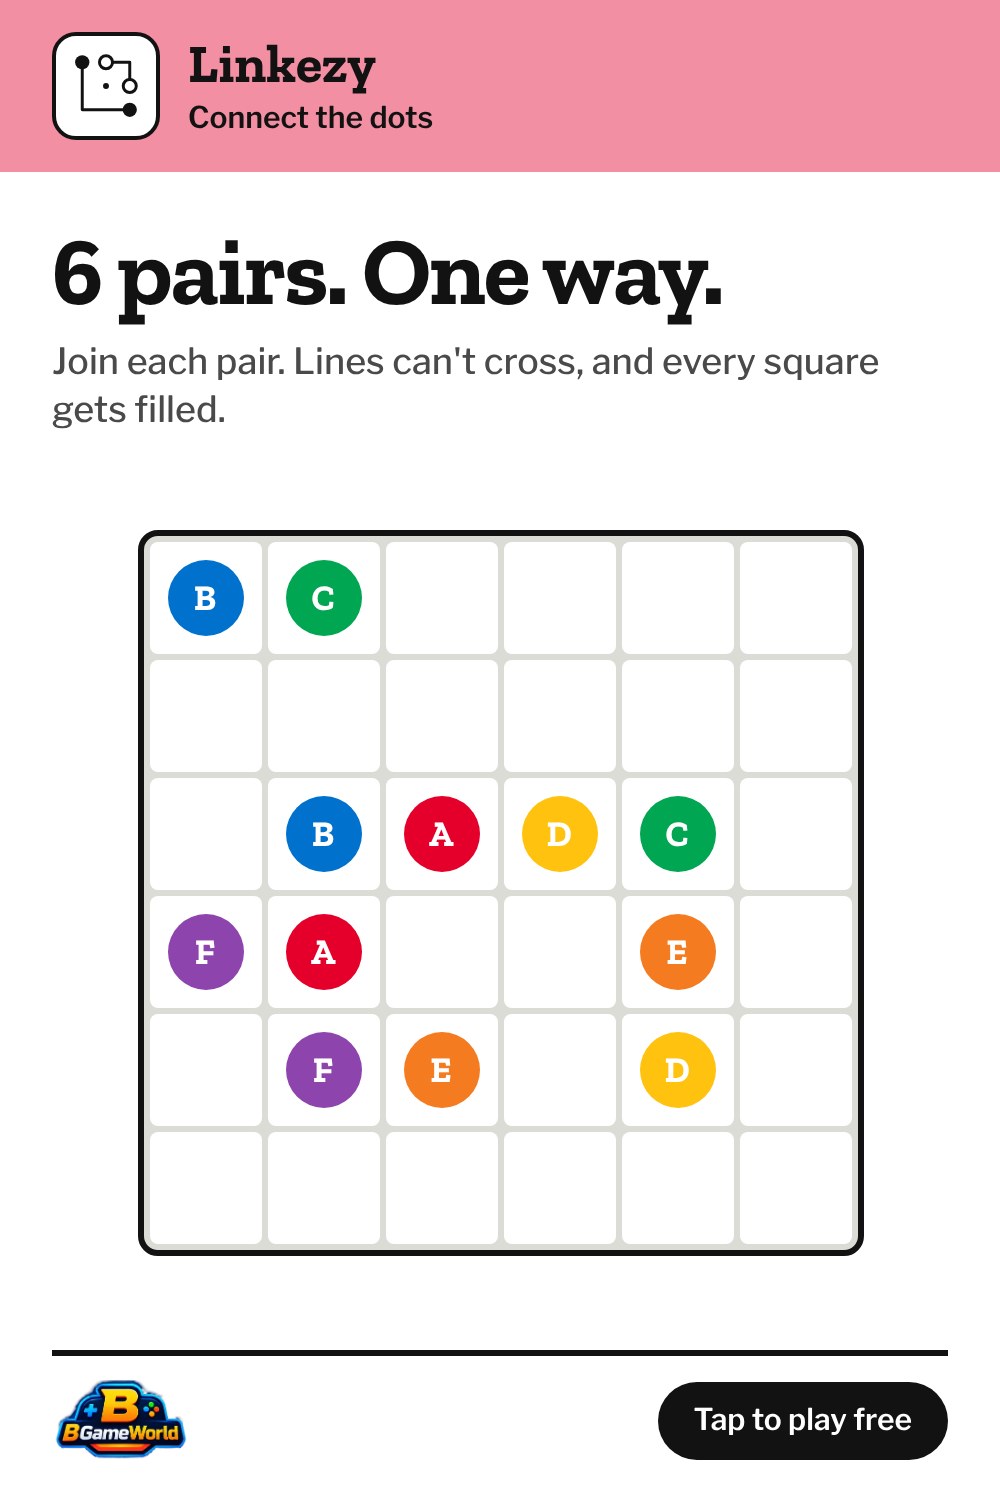 Linkezy
Connect the dots
6 pairs. One way.
Join each pair. Lines can't cross, and every square
gets filled.
B C
B A D C
F A E
F E D
B
BGameWorld
Tap to play free